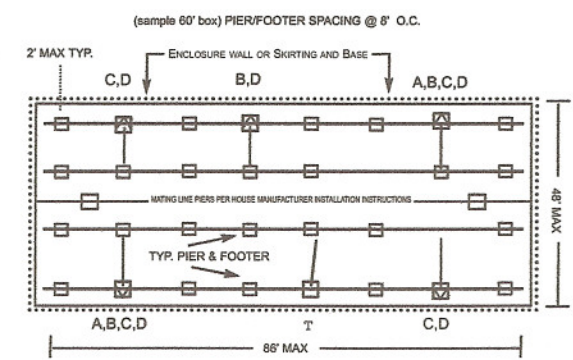 (sample 60' box) PIER/FOOTER SPACING @ 8' O.C.
2' MAX TYP.
ENCLOSURE WALL OR SKIRTING AND BASE
C,D
B,D
A,B,C,D
MATING LINE PIERS PER HOUSE MANUFACTURER INSTALLATION INSTRUCTIONS
48' MAX
TYP. PIER & FOOTER
A,B,C,D
T
C,D
86' MAX